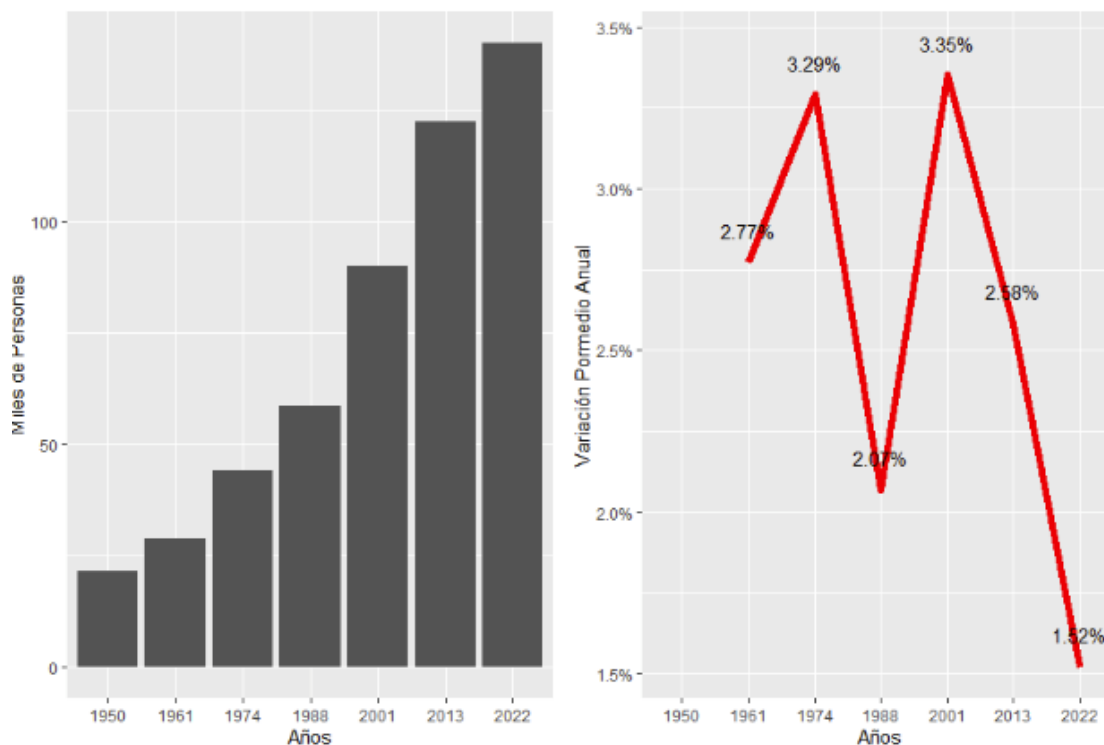 Miles de Personas
100
50
0
1950 1961 1974 1988 2001 2013 2022
Años
Variación Pormedio Anual
3.5%
3.0%
2.5%
2.0%
1.5%
2.77%
3.29%
2.07%
3.35%
2.58%
1.52%
1950 1961 1974 1988 2001 2013 2022
Años